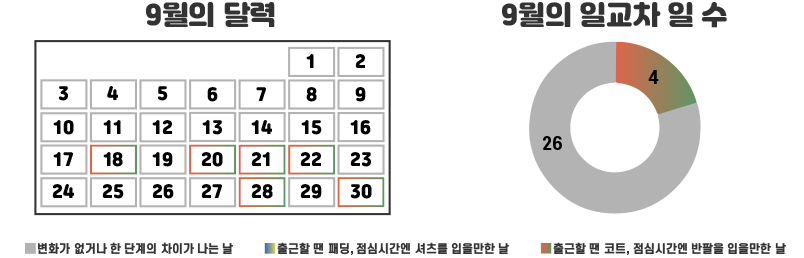 9월의 달력
1 2
3 4 5 6 7 8 9
10 11 12 13 14 15 16
17 18 19 20 21 22 23
24 25 26 27 28 29 30
9월의 일교차 일 수
4
26
변화가 없거나 한 단계의 차이가 나는 날
출근할 땐 패딩, 점심시간엔 셔츠를 입을만한 날
출근할 땐 코트, 점심시간엔 반팔을 입을만한 날